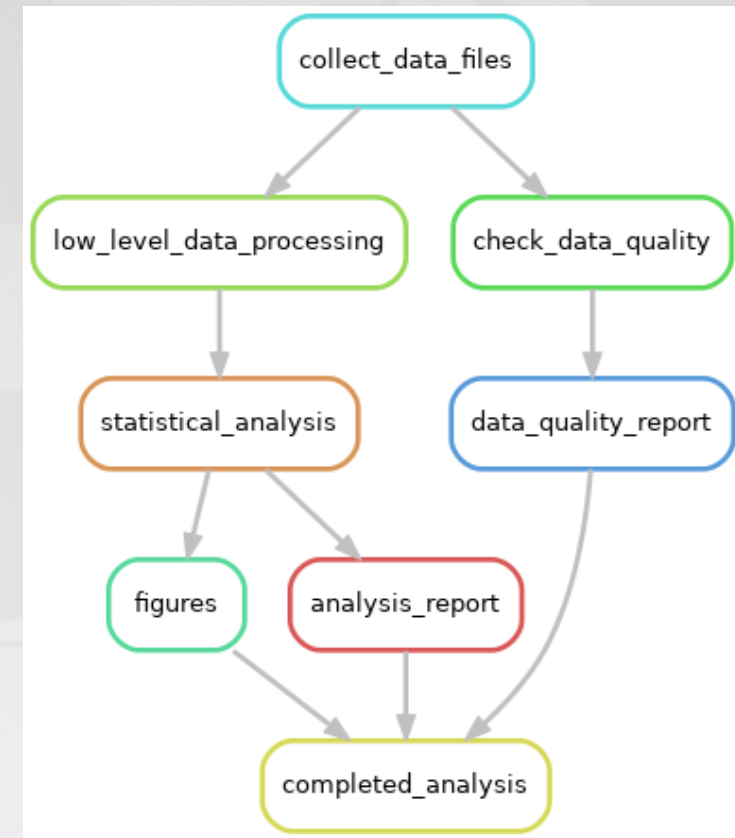 collect_data_files
low_level_data_processing
check_data_quality
statistical_analysis
data_quality_report
figures
analysis_report
completed_analysis